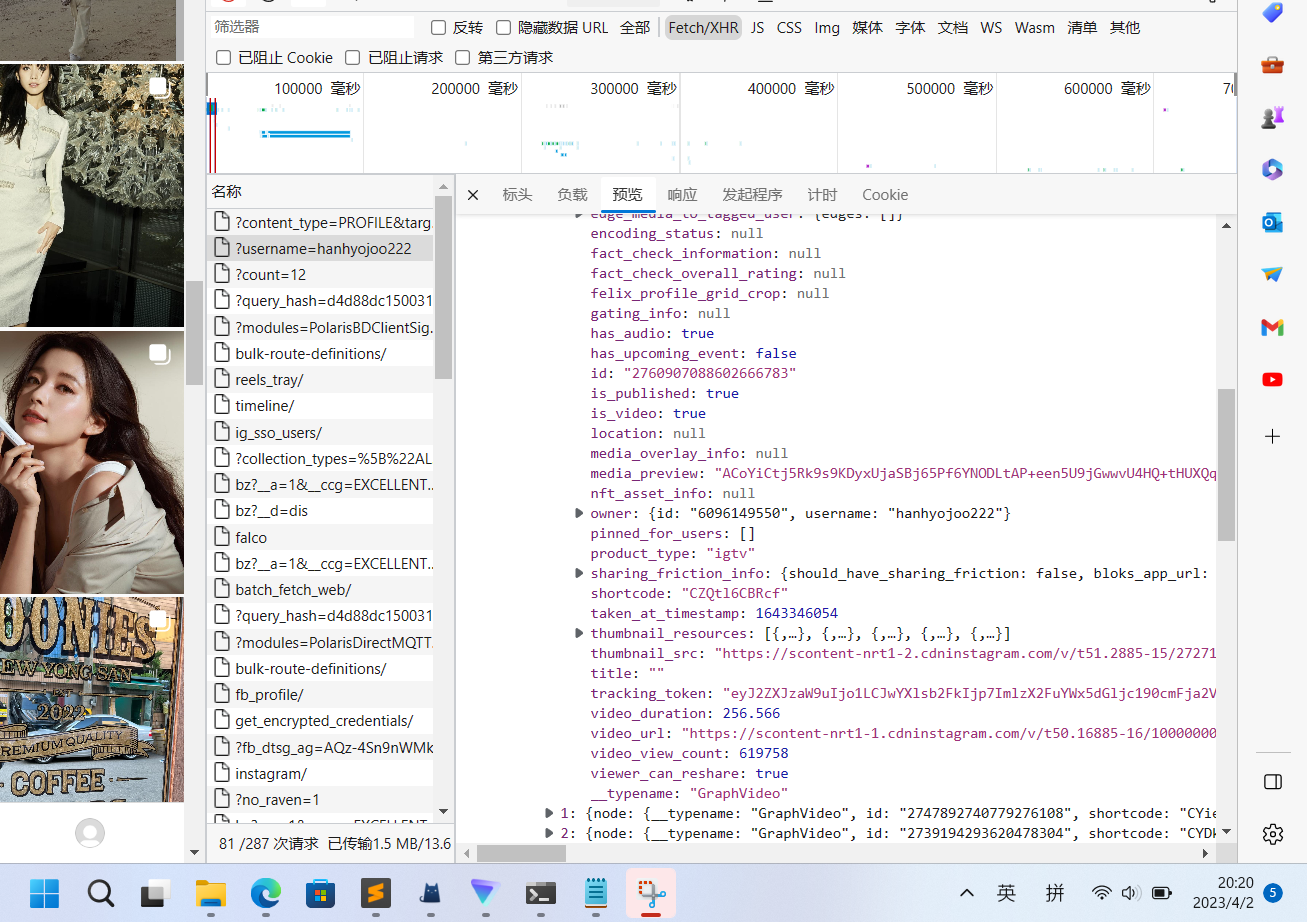 筛选器
反转
隐藏数据 URL
全部
Fetch/XHR
JS
CSS
Img
媒体
字体
文档
WS
Wasm
清单
其他
已阻止 Cookie
已阻止请求
第三方请求
100000 毫秒
200000 毫秒
300000 毫秒
400000 毫秒
500000 毫秒
600000 毫秒
名称
?content_type=PROFILE&targ
?username=hanhyojoo222
?count=12
?query_hash=d4d88dc150031
?modules=PolarisBDClientSig.
bulk-route-definitions/
reels_tray/
timeline/
ig_sso_users/
?collection_types=%5B%22AL
bz?__a=1&__ccg=EXCELLENT..
bz?__d=dis
falco
bz?__a=1&__ccg=EXCELLENT..
batch_fetch_web/
?query_hash=d4d88dc150031
?modules=PolarisDirectMQTT
bulk-route-definitions/
fb_profile/
get_encrypted_credentials/
?fb_dtsg_ag=AQz-4Sn9nWMk
instagram/
?no_raven=1
81 /287 次请求 已传输1.5 MB/13.6
标头
负载
预览
响应
发起程序
计时
Cookie
edge_media_to_tagged_user: {edges: []}
encoding_status: null
fact_check_information: null
fact_check_overall_rating: null
felix_profile_grid_crop: null
gating_info: null
has_audio: true
has_upcoming_event: false
id: "2760907088602666783"
is_published: true
is_video: true
location: null
media_overlay_info: null
media_preview: "ACoYiCtj5Rk9s9KDyxUjaSBj65Pf6YNODLtAP+een5U9jGwwvU4HQ+tHUXQq
nft_asset_info: null
owner: {id: "6096149550", username: "hanhyojoo222"}
pinned_for_users: []
product_type: "igtv"
sharing_friction_info: {should_have_sharing_friction: false, bloks_app_url:
shortcode: "CZQtl6CBRcf"
taken_at_timestamp: 1643346054
thumbnail_resources: [{,…}, {,…}, {,…}, {,…}, {,…}]
thumbnail_src: "https://scontent-nrt1-2.cdninstagram.com/v/t51.2885-15/27271
title: ""
tracking_token: "eyJ2ZXJzaW9uIjo1LCJwYXlsb2FkIjp7ImlzX2FuYWx5dGljc190cmFja2V
video_duration: 256.566
video_url: "https://scontent-nrt1-1.cdninstagram.com/v/t50.16885-16/10000000
video_view_count: 619758
viewer_can_reshare: true
__typename: "GraphVideo"
1: {node: {__typename: "GraphVideo", id: "2747892740779276108", shortcode: "CYie
2: {node: {__typename: "GraphVideo", id: "2739194293620478304", shortcode: "CYDk
OONIES
EW YONG-SAN
EST
2022
PREMIUM QUALITY
COFFEE
英
拼
20:20
2023/4/2
5